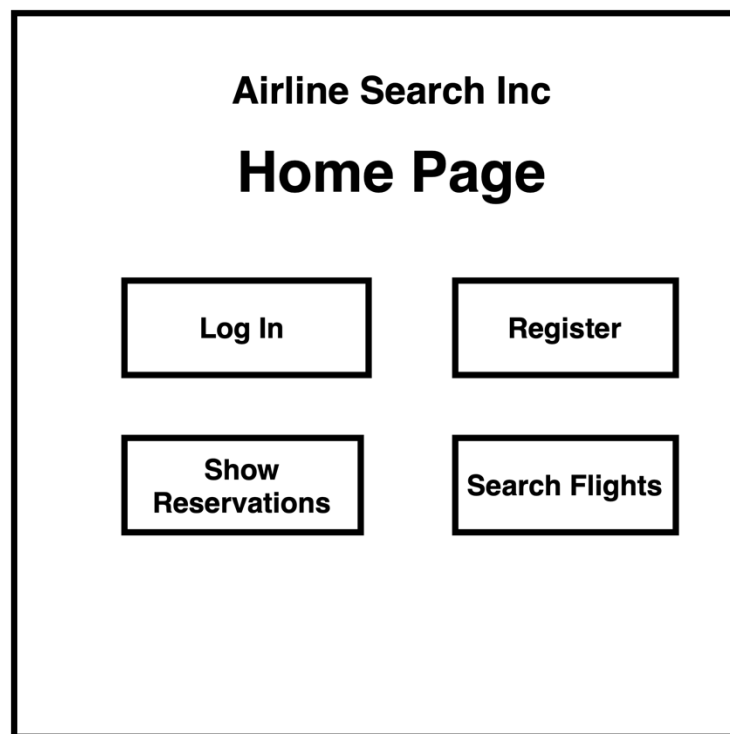 Airline Search Inc
Home Page
Log In
Register
Show
Reservations
Search Flights